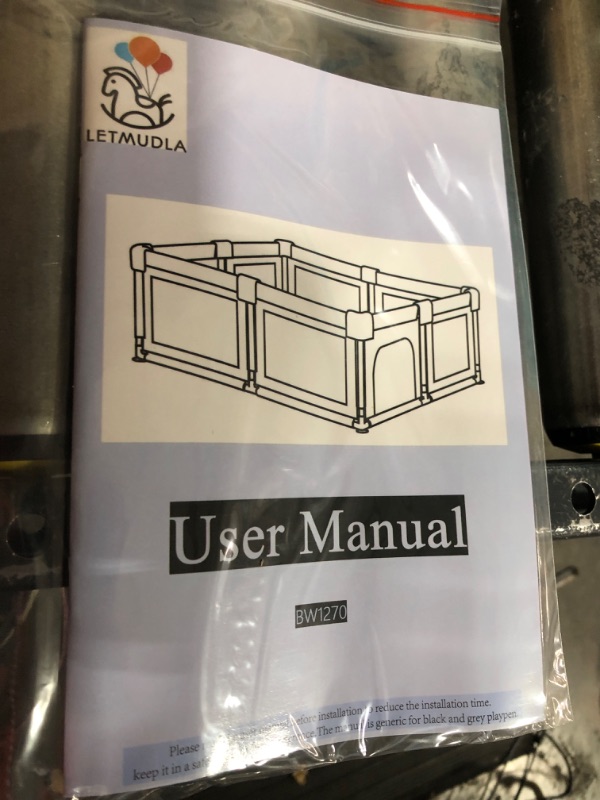 LETMUDLA
User Manual
BW1270
Please before installation to reduce the installation time.
keep it in a The manual is generic for black and grey playpen